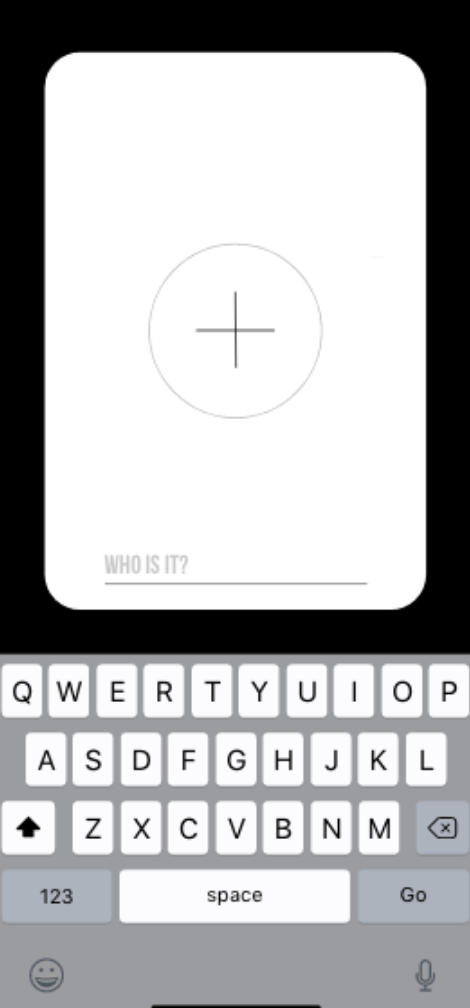 WHO IS IT?
Q W E R T Y U I O P
A S D F G H J K L
Z X C V B N M
123 space Go